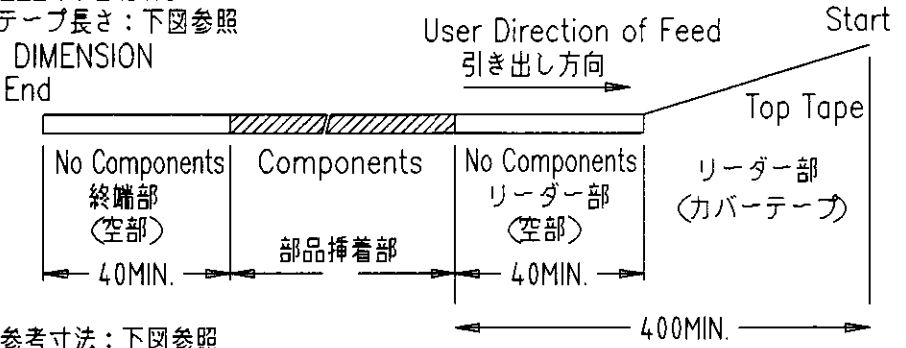 テープ長さ：下図参照
DIMENSION
End
User Direction of Feed
引き出し方向
Start
Top Tape
リーダー部
(カバーテープ)
No Components
終端部
(空部)
Components
部品挿着部
No Components
リーダー部
(空部)
40MIN.
40MIN.
400MIN.
参考寸法：下図参照